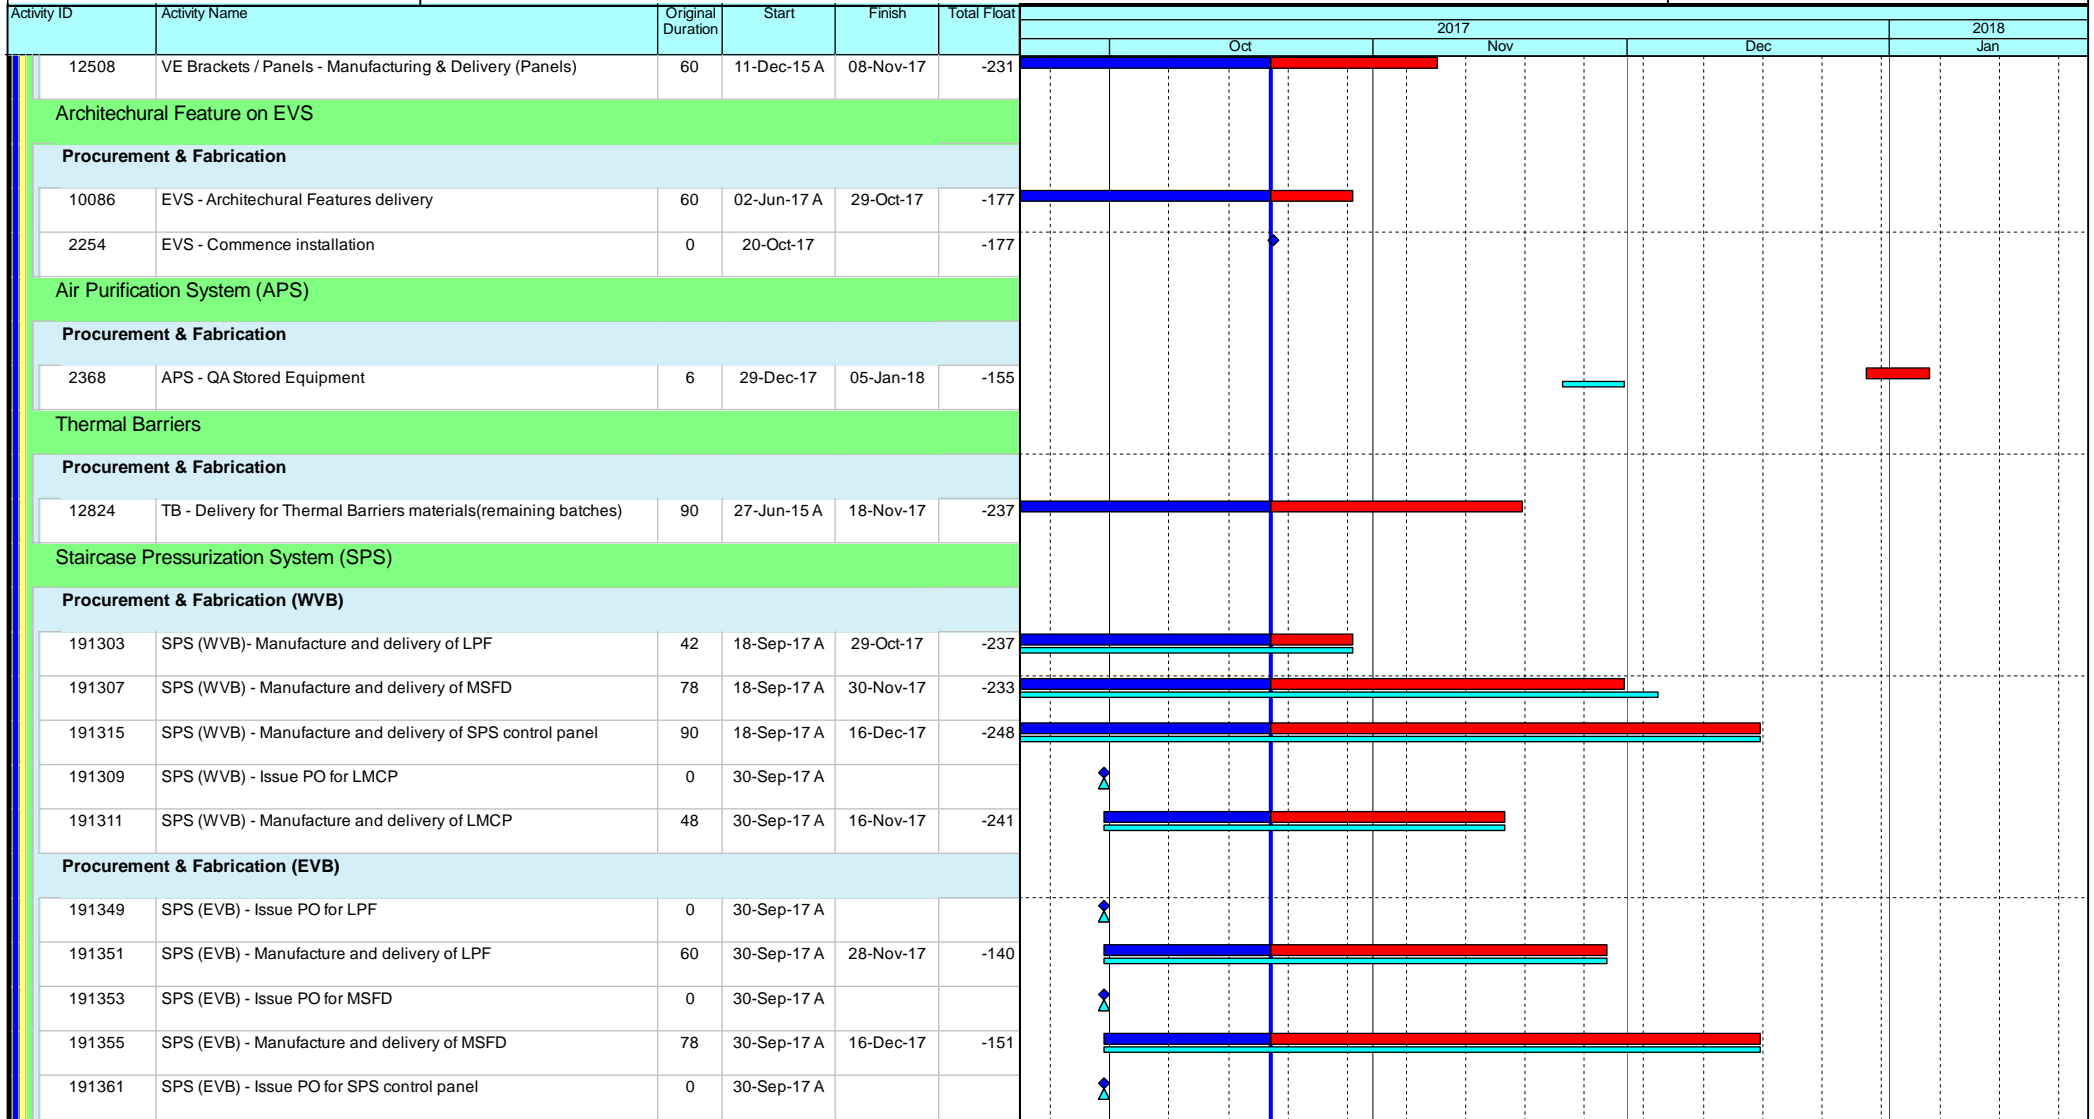 Activity ID Activity Name Original Duration Start Finish Total Float
2017 2018
Oct Nov Dec Jan
12508 VE Brackets / Panels - Manufacturing & Delivery (Panels) 60 11-Dec-15 A 08-Nov-17 -231
Architechural Feature on EVS
Procurement & Fabrication
10086 EVS - Architechural Features delivery 60 02-Jun-17 A 29-Oct-17 -177
2254 EVS - Commence installation 0 20-Oct-17 -177
Air Purification System (APS)
Procurement & Fabrication
2368 APS - QA Stored Equipment 6 29-Dec-17 05-Jan-18 -155
Thermal Barriers
Procurement & Fabrication
12824 TB - Delivery for Thermal Barriers materials(remaining batches) 90 27-Jun-15 A 18-Nov-17 -237
Staircase Pressurization System (SPS)
Procurement & Fabrication (WVB)
191303 SPS (WVB)- Manufacture and delivery of LPF 42 18-Sep-17 A 29-Oct-17 -237
191307 SPS (WVB) - Manufacture and delivery of MSFD 78 18-Sep-17 A 30-Nov-17 -233
191315 SPS (WVB) - Manufacture and delivery of SPS control panel 90 18-Sep-17 A 16-Dec-17 -248
191309 SPS (WVB) - Issue PO for LMCP 0 30-Sep-17 A
191311 SPS (WVB) - Manufacture and delivery of LMCP 48 30-Sep-17 A 16-Nov-17 -241
Procurement & Fabrication (EVB)
191349 SPS (EVB) - Issue PO for LPF 0 30-Sep-17 A
191351 SPS (EVB) - Manufacture and delivery of LPF 60 30-Sep-17 A 28-Nov-17 -140
191353 SPS (EVB) - Issue PO for MSFD 0 30-Sep-17 A
191355 SPS (EVB) - Manufacture and delivery of MSFD 78 30-Sep-17 A 16-Dec-17 -151
191361 SPS (EVB) - Issue PO for SPS control panel 0 30-Sep-17 A